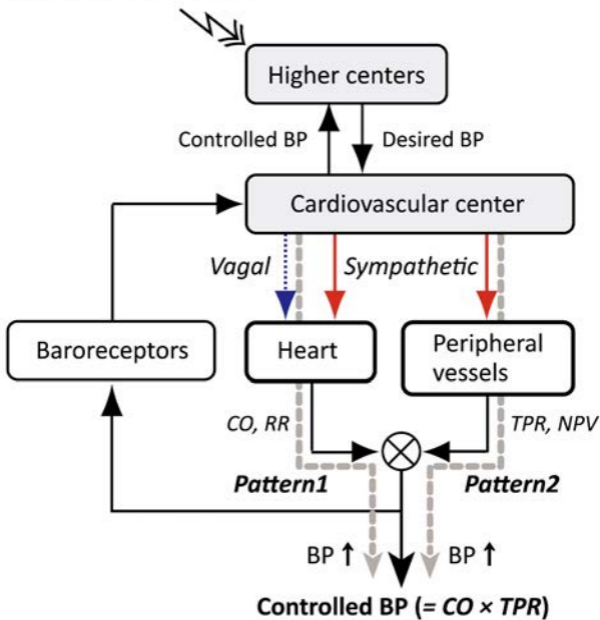 Higher centers
Controlled BP
Desired BP
Cardiovascular center
Vagal
Sympathetic
Baroreceptors
Heart
Peripheral
vessels
CO, RR
TPR, NPV
Pattern1
Pattern2
BP ↑
BP ↑
Controlled BP (= CO × TPR)